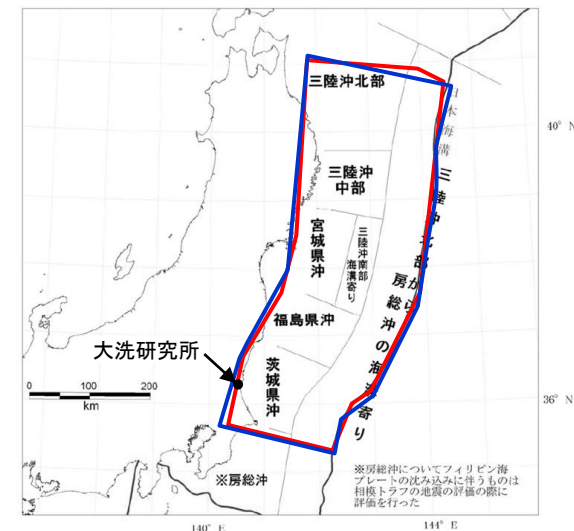 三陸沖北部
日本海溝
40° N
三陸沖
中部
三陸沖北部から
房総沖の海溝寄り
宮城県沖
三陸沖南部
海溝寄り
福島県沖
大洗研究所
茨城県沖
0 100 200
km
36° N
※房総沖
※房総沖についてフィリピン海
プレートの沈み込みに伴うものは
相模トラフの地震の評価の際に
評価を行った
140° E
144° E